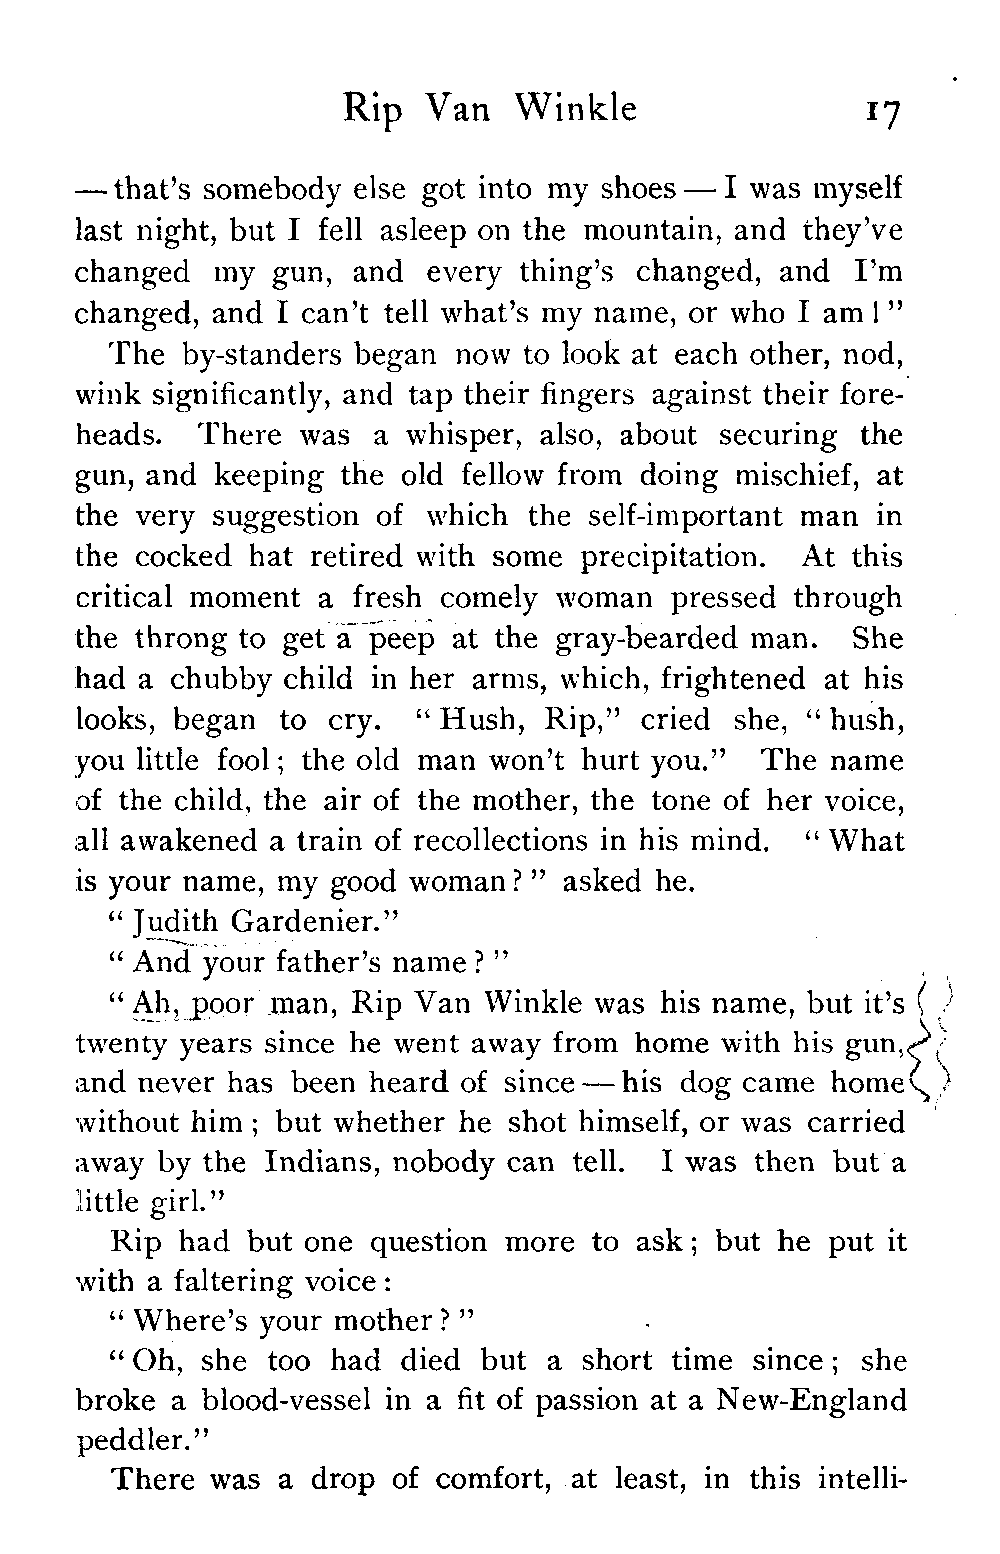 Rip Van Winkle 17
— that's somebody else got into my shoes — I was myself
last night, but I fell asleep on the mountain, and they've
changed my gun, and every thing's changed, and I'm
changed, and I can't tell what's my name, or who I am ! "
The by-standers began now to look at each other, nod,
wink significantly, and tap their fingers against their fore-
heads. There was a whisper, also, about securing the
gun, and keeping the old fellow from doing mischief, at
the very suggestion of which the self-important man in
the cocked hat retired with some precipitation. At this
critical moment a fresh comely woman pressed through
the throng to get a peep at the gray-bearded man. She
had a chubby child in her arms, which, frightened at his
looks, began to cry. " Hush, Rip," cried she, " hush,
you little fool ; the old man won't hurt you." The name
of the child, the air of the mother, the tone of her voice,
all awakened a train of recollections in his mind. " What
is your name, my good woman ? " asked he.
" Judith Gardenier."
" And your father's name ? "
" Ah, poor man, Rip Van Winkle was his name, but it's
twenty years since he went away from home with his gun,
and never has been heard of since — his dog came home
without him ; but whether he shot himself, or was carried
away by the Indians, nobody can tell. I was then but a
little girl."
Rip had but one question more to ask ; but he put it
with a faltering voice :
" Where's your mother ? "
" Oh, she too had died but a short time since ; she
broke a blood-vessel in a fit of passion at a New-England
peddler."
There was a drop of comfort, at least, in this intelli-